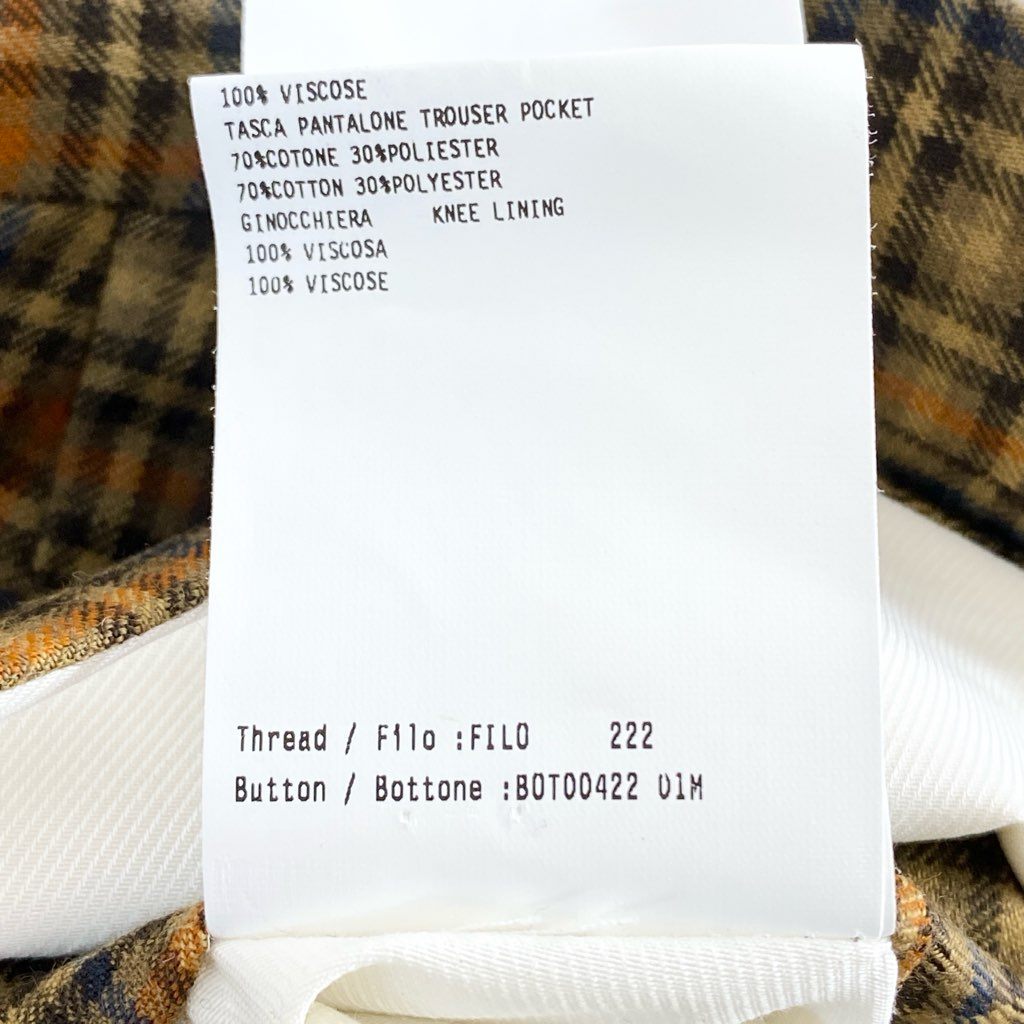 100% VISCOSE
TASCA PANTALONE TROUSER POCKET
70%COTONE 30%POLIESTER
70%COTTON 30%POLYESTER
GINOCCHIERA KNEE LINING
100% VISCOSA
100% VISCOSE
Thread / Filo :FILO 222
Button / Bottone :BOT00422 01M